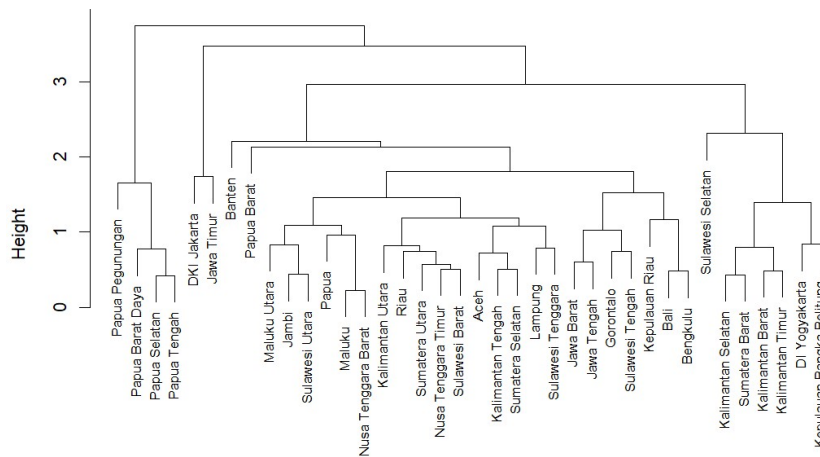 Height
3
2
1
0
Papua Pegunungan
Papua Barat Daya
Papua Selatan
Papua Tengah
DKI Jakarta
Jawa Timur
Banten
Papua Barat
Maluku Utara
Jambi
Sulawesi Utara
Papua
Maluku
Nusa Tenggara Barat
Kalimantan Utara
Riau
Sumatera Utara
Nusa Tenggara Timur
Sulawesi Barat
Aceh
Kalimantan Tengah
Sumatera Selatan
Lampung
Sulawesi Tenggara
Jawa Barat
Jawa Tengah
Gorontalo
Sulawesi Tengah
Kepulauan Riau
Bali
Bengkulu
Sulawesi Selatan
Kalimantan Selatan
Sumatera Barat
Kalimantan Barat
Kalimantan Timur
DI Yogyakarta
Kepulauan Bangka Belitung